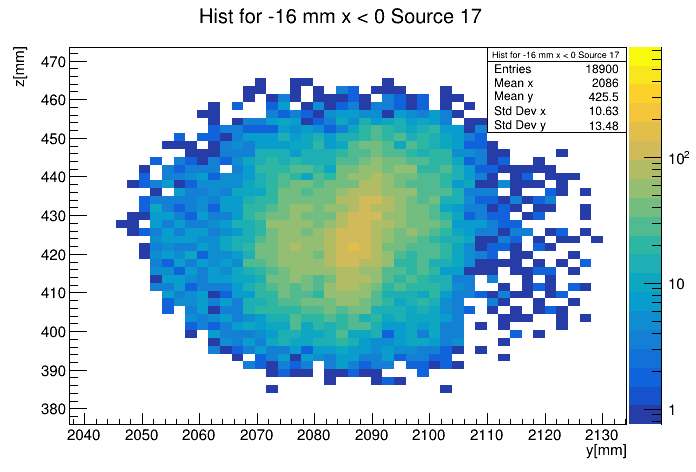 Hist for -16 mm x < 0 Source 17
z[mm]
470
460
450
440
430
420
410
400
390
380
2040 2050 2060 2070 2080 2090 2100 2110 2120 2130
y[mm]
Hist for -16 mm x < 0 Source 17
Entries 18900
Mean x 2086
Mean y 425.5
Std Dev x 10.63
Std Dev y 13.48
10²
10
1